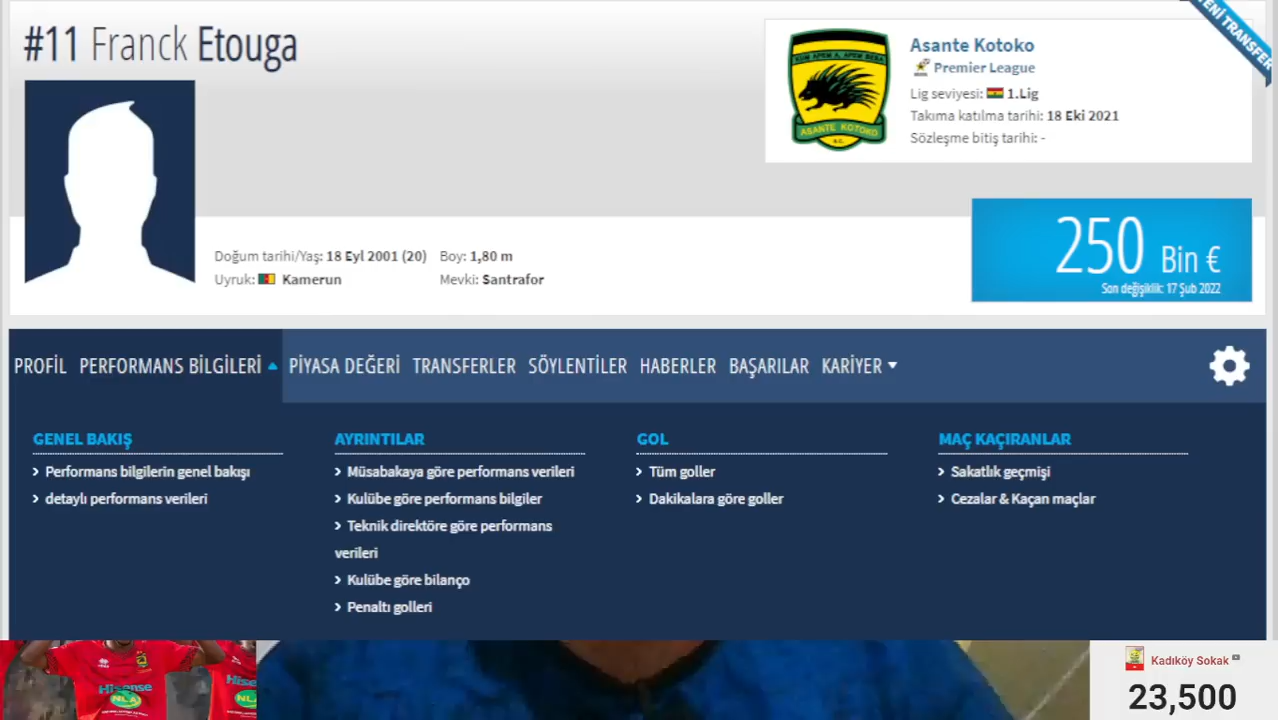 #11 Franck Etouga
YENİ TRANSFER
ASANTE KOTOKO
Asante Kotoko
Premier League
Lig seviyesi: 1.Lig
Takıma katılma tarihi: 18 Eki 2021
Sözleşme bitiş tarihi: -
250 Bin €
Son değişiklik: 17 Şub 2022
Doğum tarihi/Yaş: 18 Eyl 2001 (20) Boy: 1,80 m
Uyruk: Kamerun Mevki: Santrafor
PROFİL PERFORMANS BİLGİLERİ PİYASA DEĞERİ TRANSFERLER SÖYLENTİLER HABERLER BAŞARILAR KARİYER
GENEL BAKIŞ
Performans bilgilerin genel bakışı
detaylı performans verileri
AYRINTILAR
Müsabakaya göre performans verileri
Kulübe göre performans bilgiler
Teknik direktöre göre performans
verileri
Kulübe göre bilanço
Penaltı golleri
GOL
Tüm goller
Dakikalara göre goller
MAÇ KAÇIRANLAR
Sakatlık geçmişi
Cezalar & Kaçan maçlar
Hisense
NLA
Hisense
Kadıköy Sokak
23,500